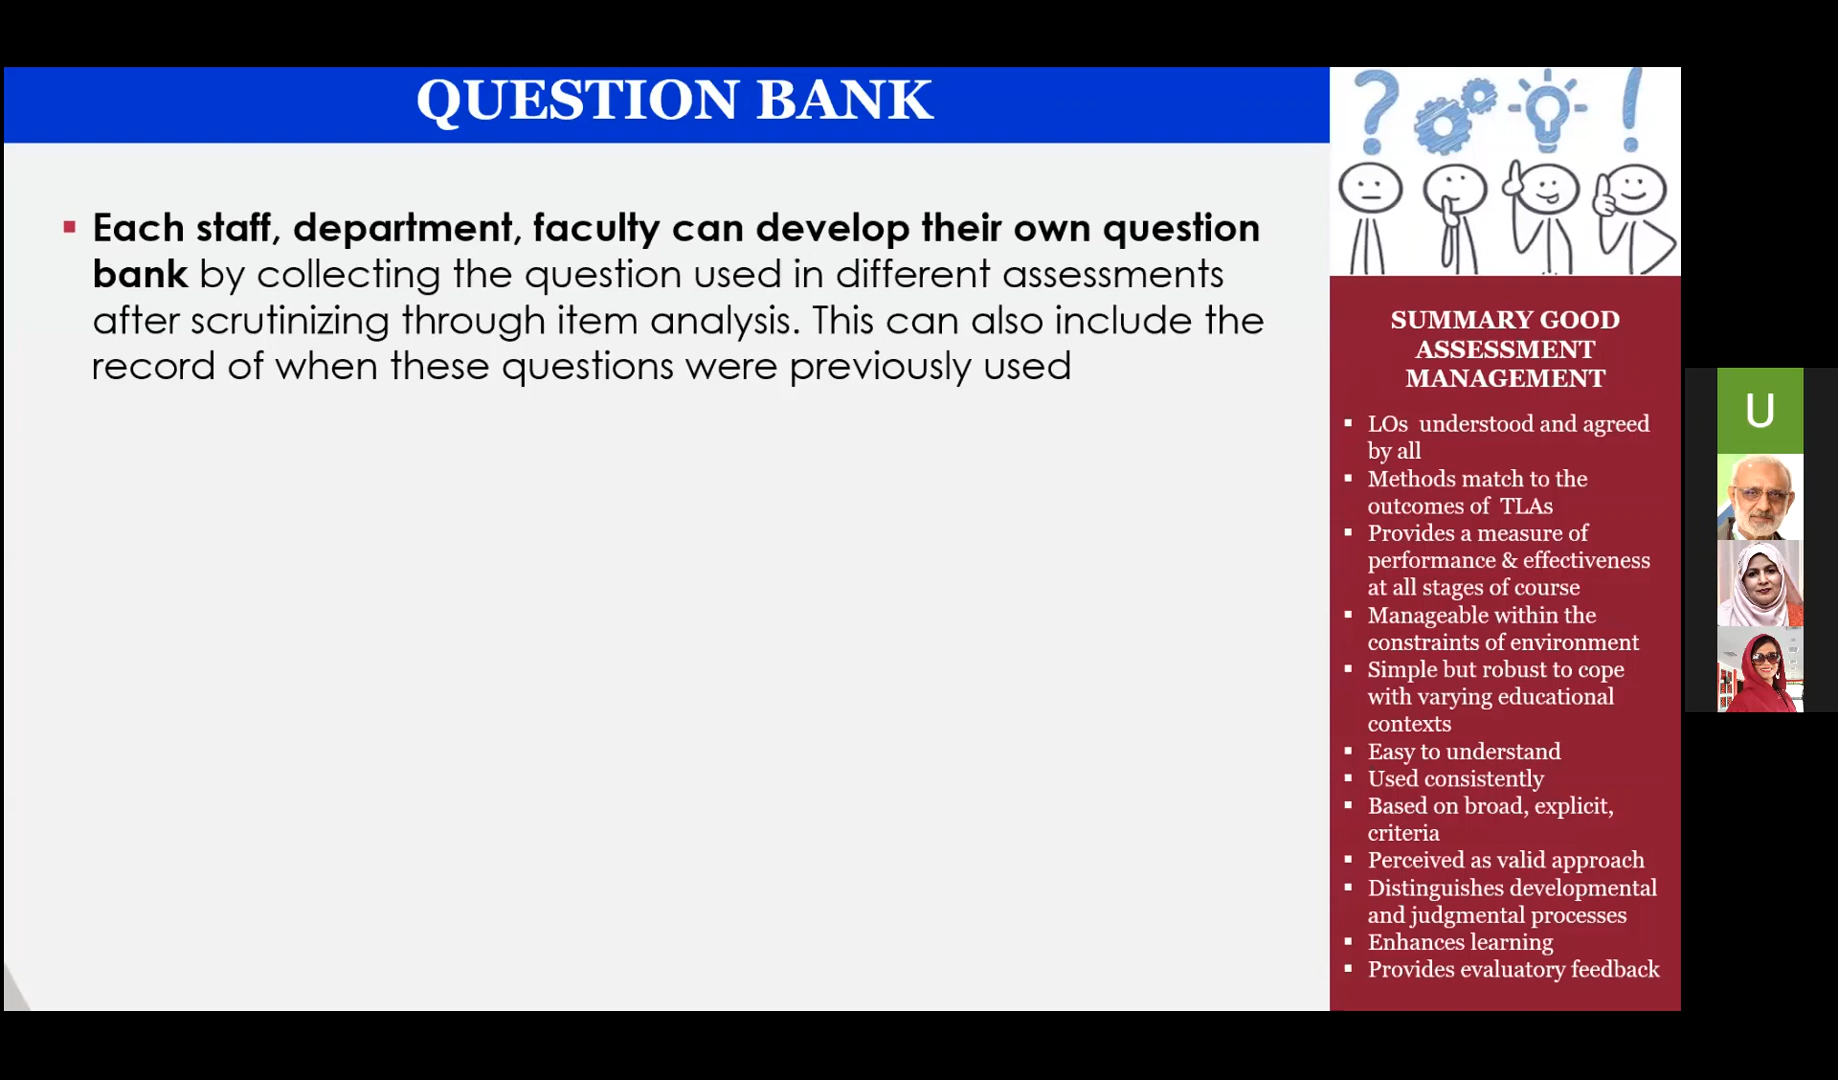 QUESTION BANK
▪ Each staff, department, faculty can develop their own question
bank by collecting the question used in different assessments
after scrutinizing through item analysis. This can also include the
record of when these questions were previously used
SUMMARY GOOD
ASSESSMENT
MANAGEMENT
▪ LOs understood and agreed
by all
▪ Methods match to the
outcomes of TLAs
▪ Provides a measure of
performance & effectiveness
at all stages of course
▪ Manageable within the
constraints of environment
▪ Simple but robust to cope
with varying educational
contexts
▪ Easy to understand
▪ Used consistently
▪ Based on broad, explicit,
criteria
▪ Perceived as valid approach
▪ Distinguishes developmental
and judgmental processes
▪ Enhances learning
▪ Provides evaluatory feedback
U